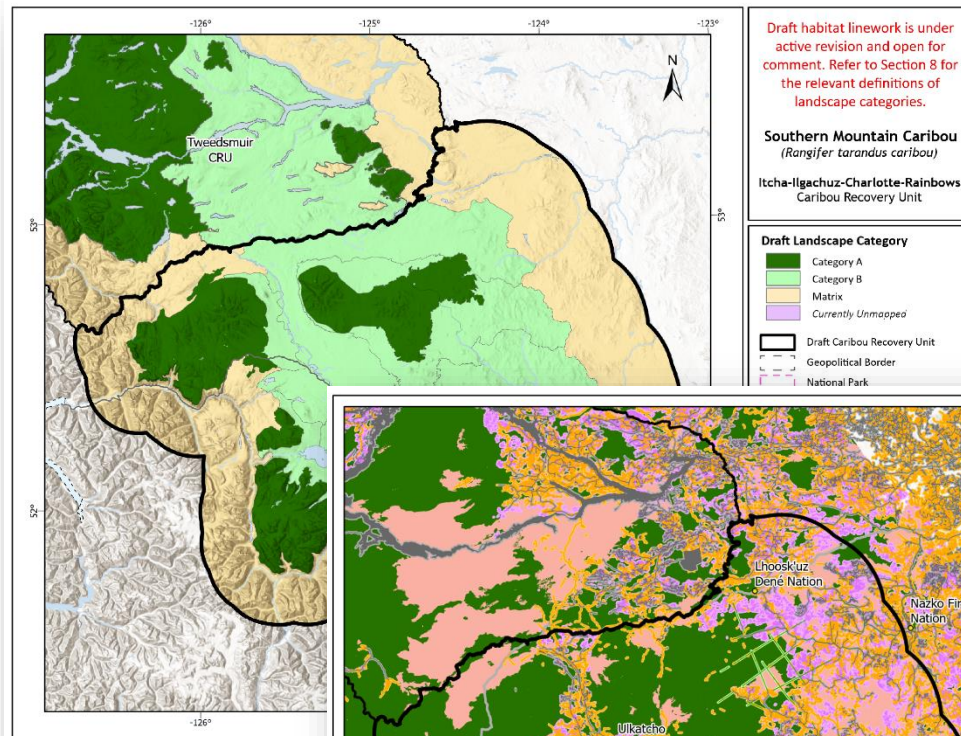 -126°
-125°
-124°
-123°
N
Tweedsmuir
CRU
53°
53°
52°
-126°
Draft habitat linework is under
active revision and open for
comment. Refer to Section 8 for
the relevant definitions of
landscape categories.
Southern Mountain Caribou
(Rangifer tarandus caribou)
Itcha-Ilgachuz-Charlotte-Rainbows
Caribou Recovery Unit
Draft Landscape Category
Category A
Category B
Matrix
Currently Unmapped
Draft Caribou Recovery Unit
Geopolitical Border
National Park
Lhoosk'uz
Dené Nation
Nazko Fir
Nation
Ulkatcho